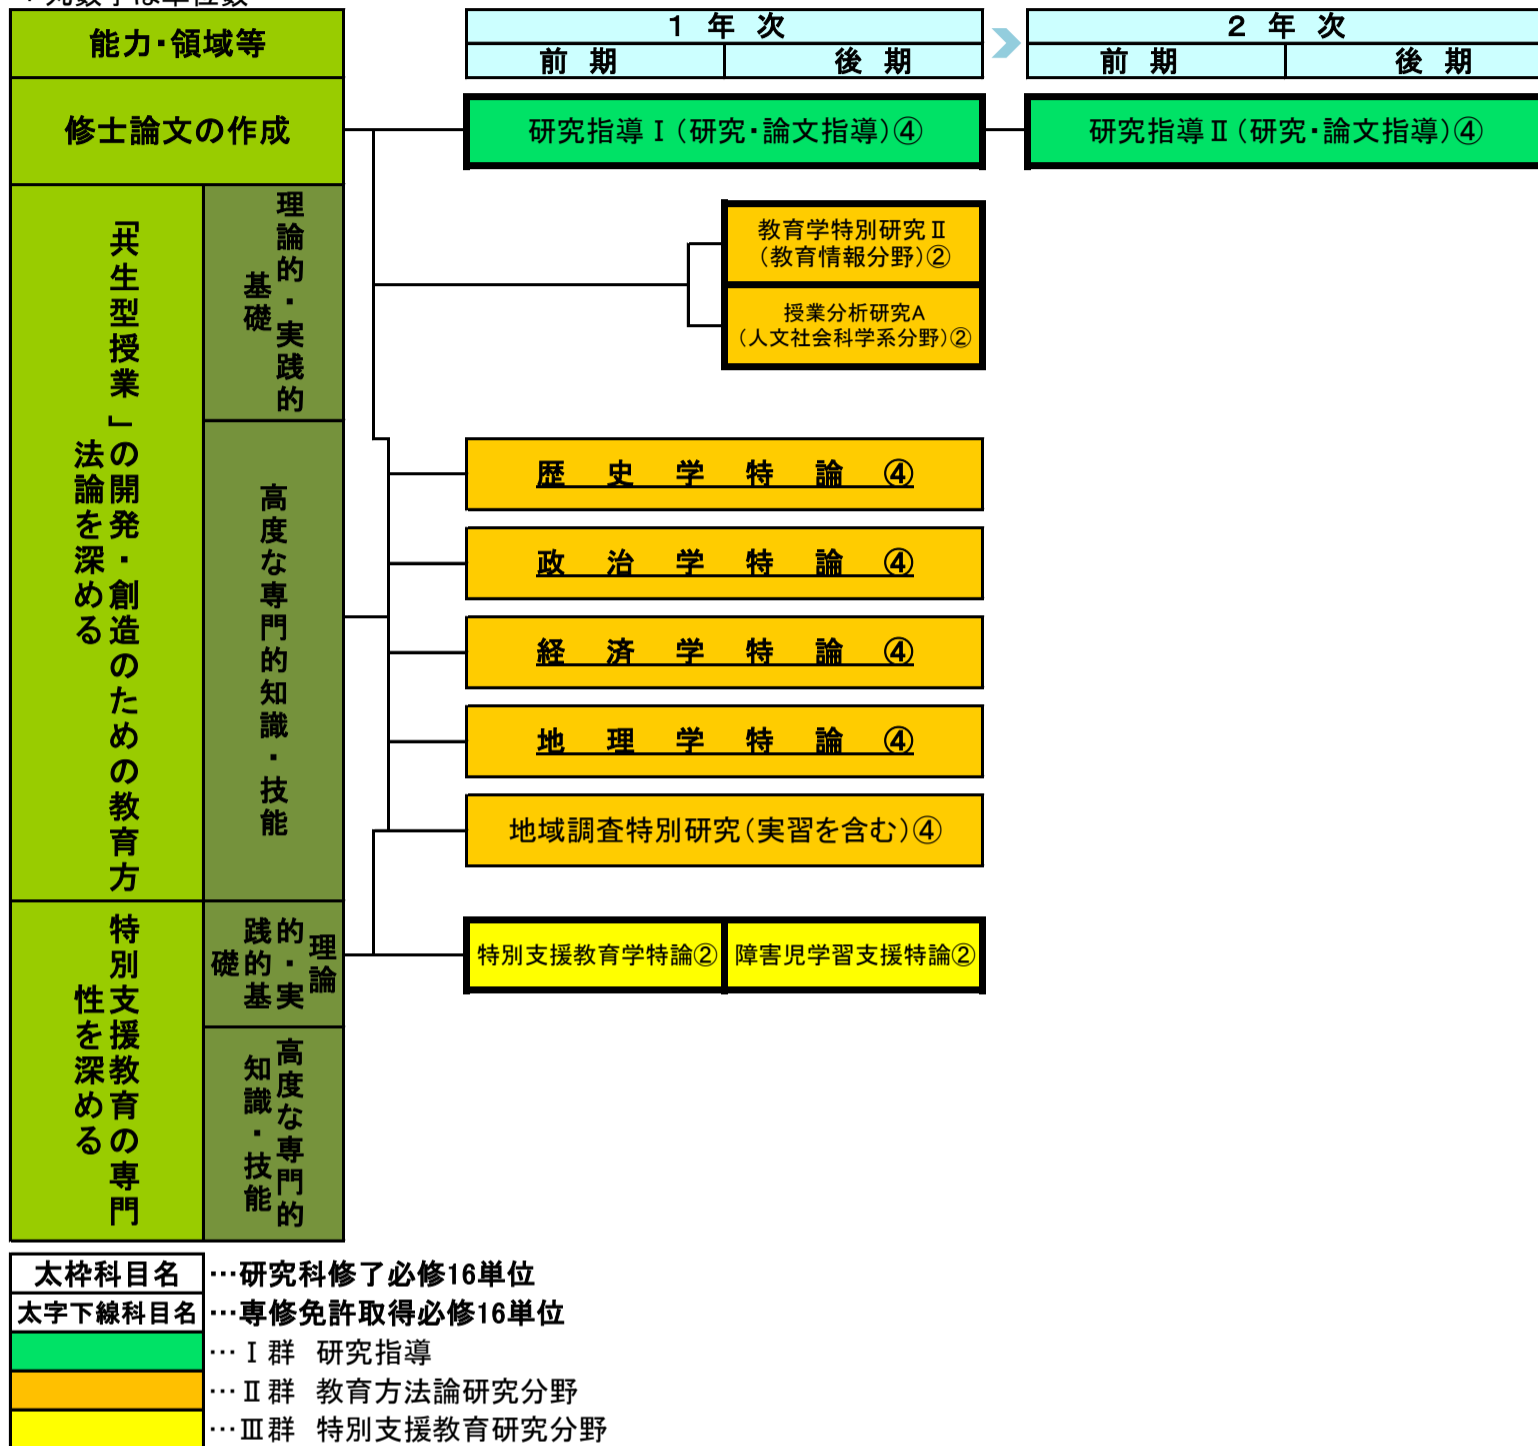 能力・領域等
1 年 次
2 年 次
前 期
後 期
前 期
後 期
修士論文の作成
研究指導Ⅰ(研究・論文指導)④
研究指導Ⅱ(研究・論文指導)④
「共生型授業」の開発・創造のための教育方
法論を深める
理論的・実践的
基礎
教育学特別研究Ⅱ
(教育情報分野)②
授業分析研究A
(人文社会科学系分野)②
高度な専門的知識・技能
歴 史 学 特 論 ④
政 治 学 特 論 ④
経 済 学 特 論 ④
地 理 学 特 論 ④
地域調査特別研究(実習を含む)④
特別支援教育の専門
性を深める
理論
的・実
践的基
礎
特別支援教育学特論②
障害児学習支援特論②
高度な専門的
知識・技能
太枠科目名
…研究科修了必修16単位
太字下線科目名
…専修免許取得必修16単位
…Ⅰ群 研究指導
…Ⅱ群 教育方法論研究分野
…Ⅲ群 特別支援教育研究分野